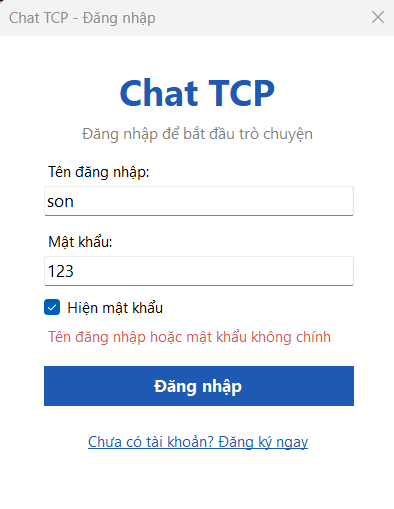 Chat TCP - Đăng nhập
Chat TCP
Đăng nhập để bắt đầu trò chuyện
Tên đăng nhập:
son
Mật khẩu:
123
Hiện mật khẩu
Tên đăng nhập hoặc mật khẩu không chính
Đăng nhập
Chưa có tài khoản? Đăng ký ngay